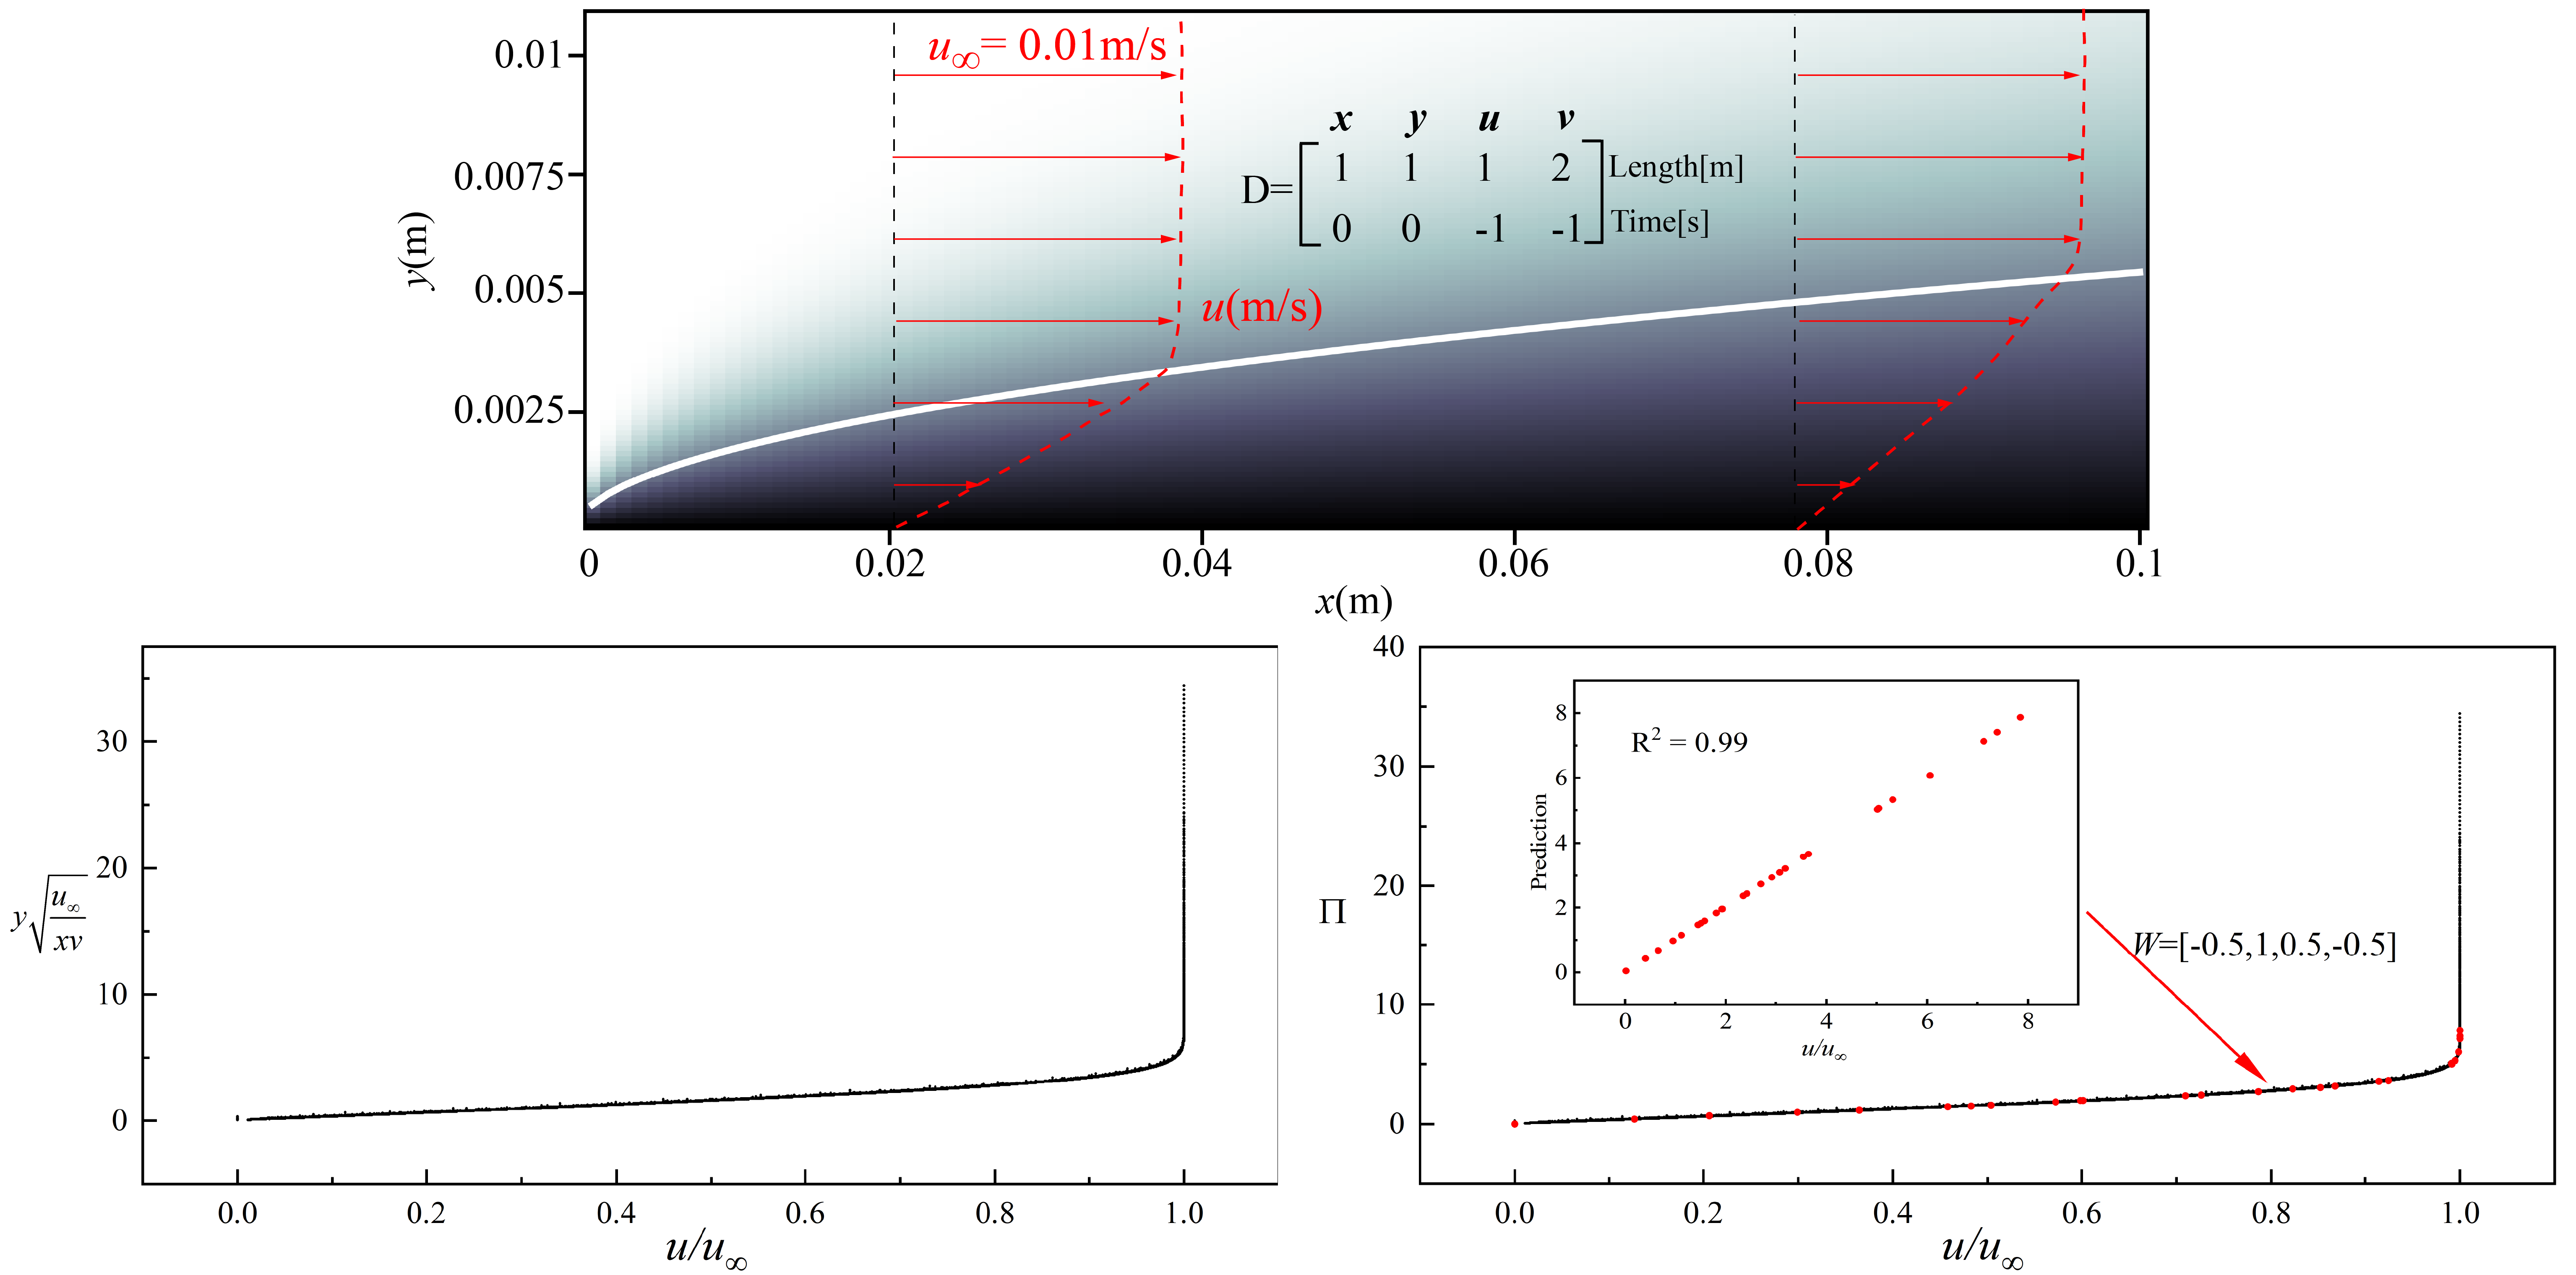 0.01
0.0075
0.005
0.0025
y(m)
u∞= 0.01m/s
x y u v
D=
1 1 1 2 Length[m]
0 0 -1 -1 Time[s]
u(m/s)
0 0.02 0.04 0.06 0.08 0.1
x(m)
30
20
10
0
y√(u∞/xv)
0.0 0.2 0.4 0.6 0.8 1.0
u/u∞
40
30
20
10
0
Π
R² = 0.99
8
6
4
2
0
Prediction
0 2 4 6 8
u/u∞
W=[-0.5,1,0.5,-0.5]
0.0 0.2 0.4 0.6 0.8 1.0
u/u∞